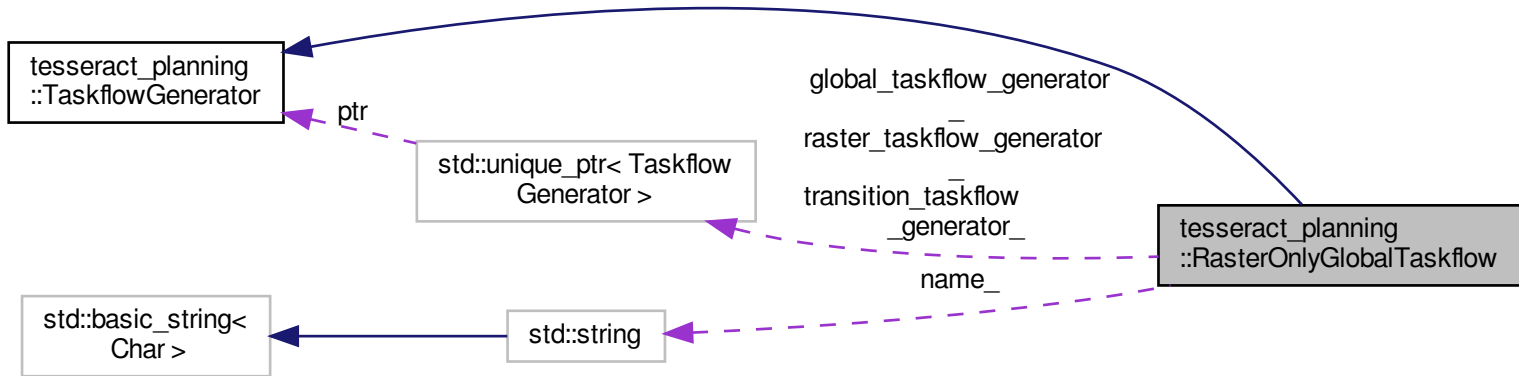 tesseract_planning
::TaskflowGenerator
ptr
std::unique_ptr< Taskflow
Generator >
global_taskflow_generator
_
raster_taskflow_generator
_
transition_taskflow
_generator_
name_
tesseract_planning
::RasterOnlyGlobalTaskflow
std::basic_string<
Char >
std::string